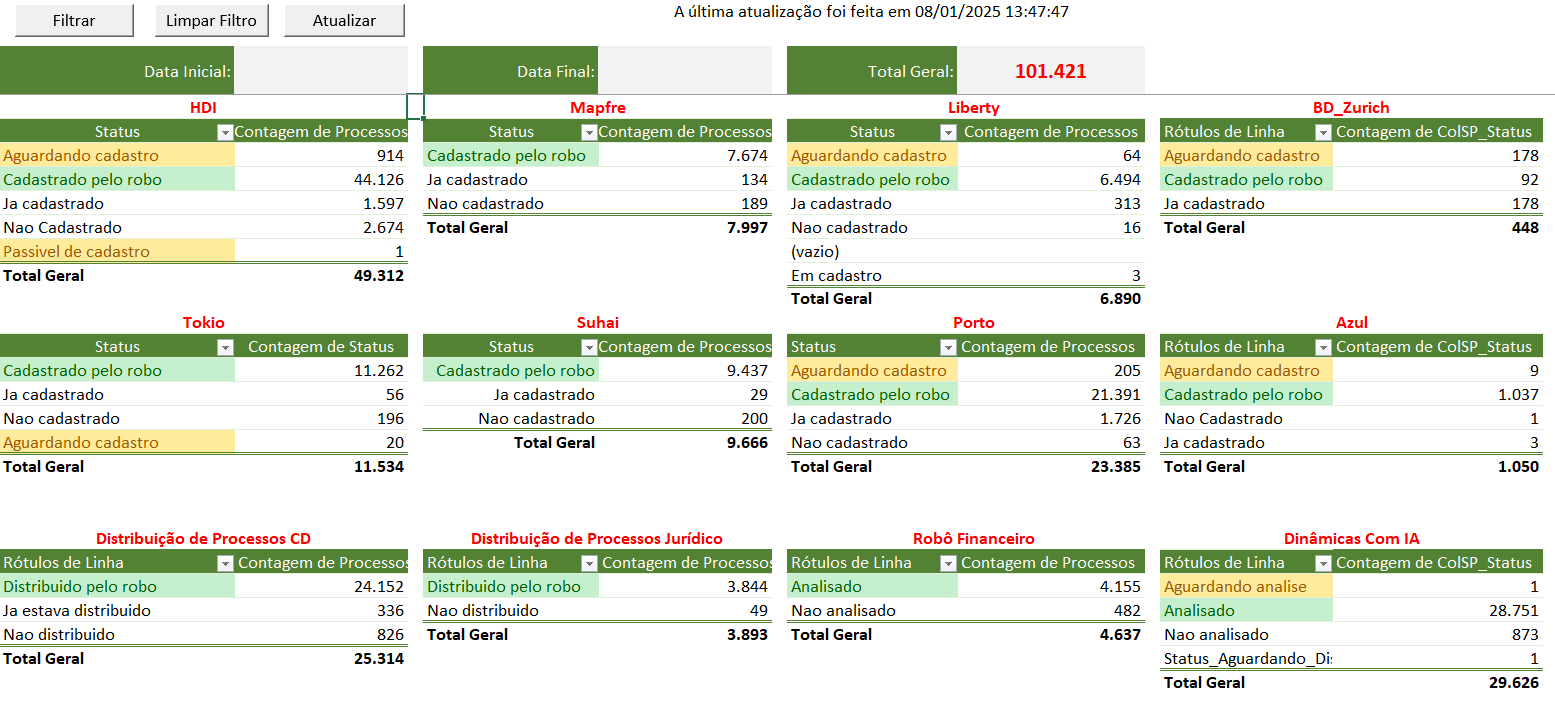 Filtrar Limpar Filtro Atualizar A última atualização foi feita em 08/01/2025 13:47:47
Data Inicial: Data Final: Total Geral: 101.421
HDI
Status Contagem de Processos
Aguardando cadastro 914
Cadastrado pelo robo 44.126
Ja cadastrado 1.597
Nao Cadastrado 2.674
Passivel de cadastro 1
Total Geral 49.312
Mapfre
Status Contagem de Processos
Cadastrado pelo robo 7.674
Ja cadastrado 134
Nao cadastrado 189
Total Geral 7.997
Liberty
Status Contagem de Processos
Aguardando cadastro 64
Cadastrado pelo robo 6.494
Ja cadastrado 313
Nao cadastrado 16
(vazio)
Em cadastro 3
Total Geral 6.890
BD_Zurich
Rótulos de Linha Contagem de ColSP_Status
Aguardando cadastro 178
Cadastrado pelo robo 92
Ja cadastrado 178
Total Geral 448
Tokio
Status Contagem de Status
Cadastrado pelo robo 11.262
Ja cadastrado 56
Nao cadastrado 196
Aguardando cadastro 20
Total Geral 11.534
Suhai
Status Contagem de Processos
Cadastrado pelo robo 9.437
Ja cadastrado 29
Nao cadastrado 200
Total Geral 9.666
Porto
Status Contagem de Processos
Aguardando cadastro 205
Cadastrado pelo robo 21.391
Ja cadastrado 1.726
Nao cadastrado 63
Total Geral 23.385
Azul
Rótulos de Linha Contagem de ColSP_Status
Aguardando cadastro 9
Cadastrado pelo robo 1.037
Nao Cadastrado 1
Ja cadastrado 3
Total Geral 1.050
Distribuição de Processos CD
Rótulos de Linha Contagem de Processos
Distribuido pelo robo 24.152
Ja estava distribuido 336
Nao distribuido 826
Total Geral 25.314
Distribuição de Processos Jurídico
Rótulos de Linha Contagem de Processos
Distribuido pelo robo 3.844
Nao distribuido 49
Total Geral 3.893
Robô Financeiro
Rótulos de Linha Contagem de Processos
Analisado 4.155
Nao analisado 482
Total Geral 4.637
Dinâmicas Com IA
Rótulos de Linha Contagem de ColSP_Status
Aguardando analise 1
Analisado 28.751
Nao analisado 873
Status_Aguardando_Dis 1
Total Geral 29.626